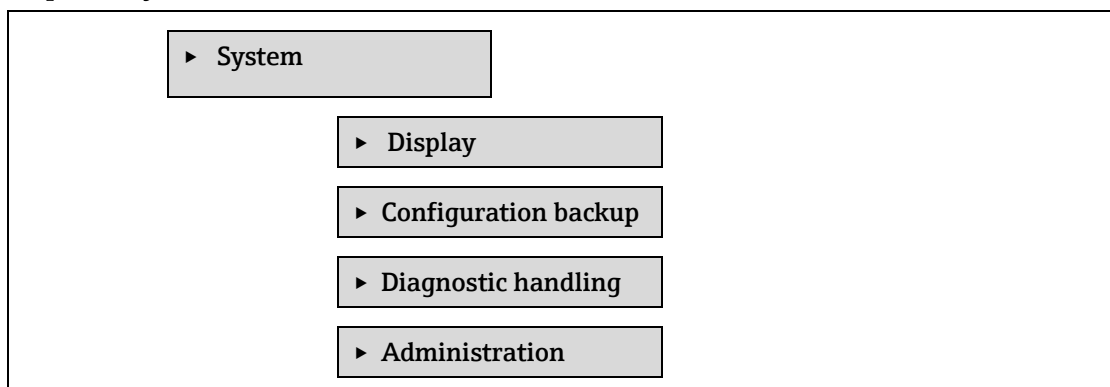 ▸ System
▸ Display
▸ Configuration backup
▸ Diagnostic handling
▸ Administration